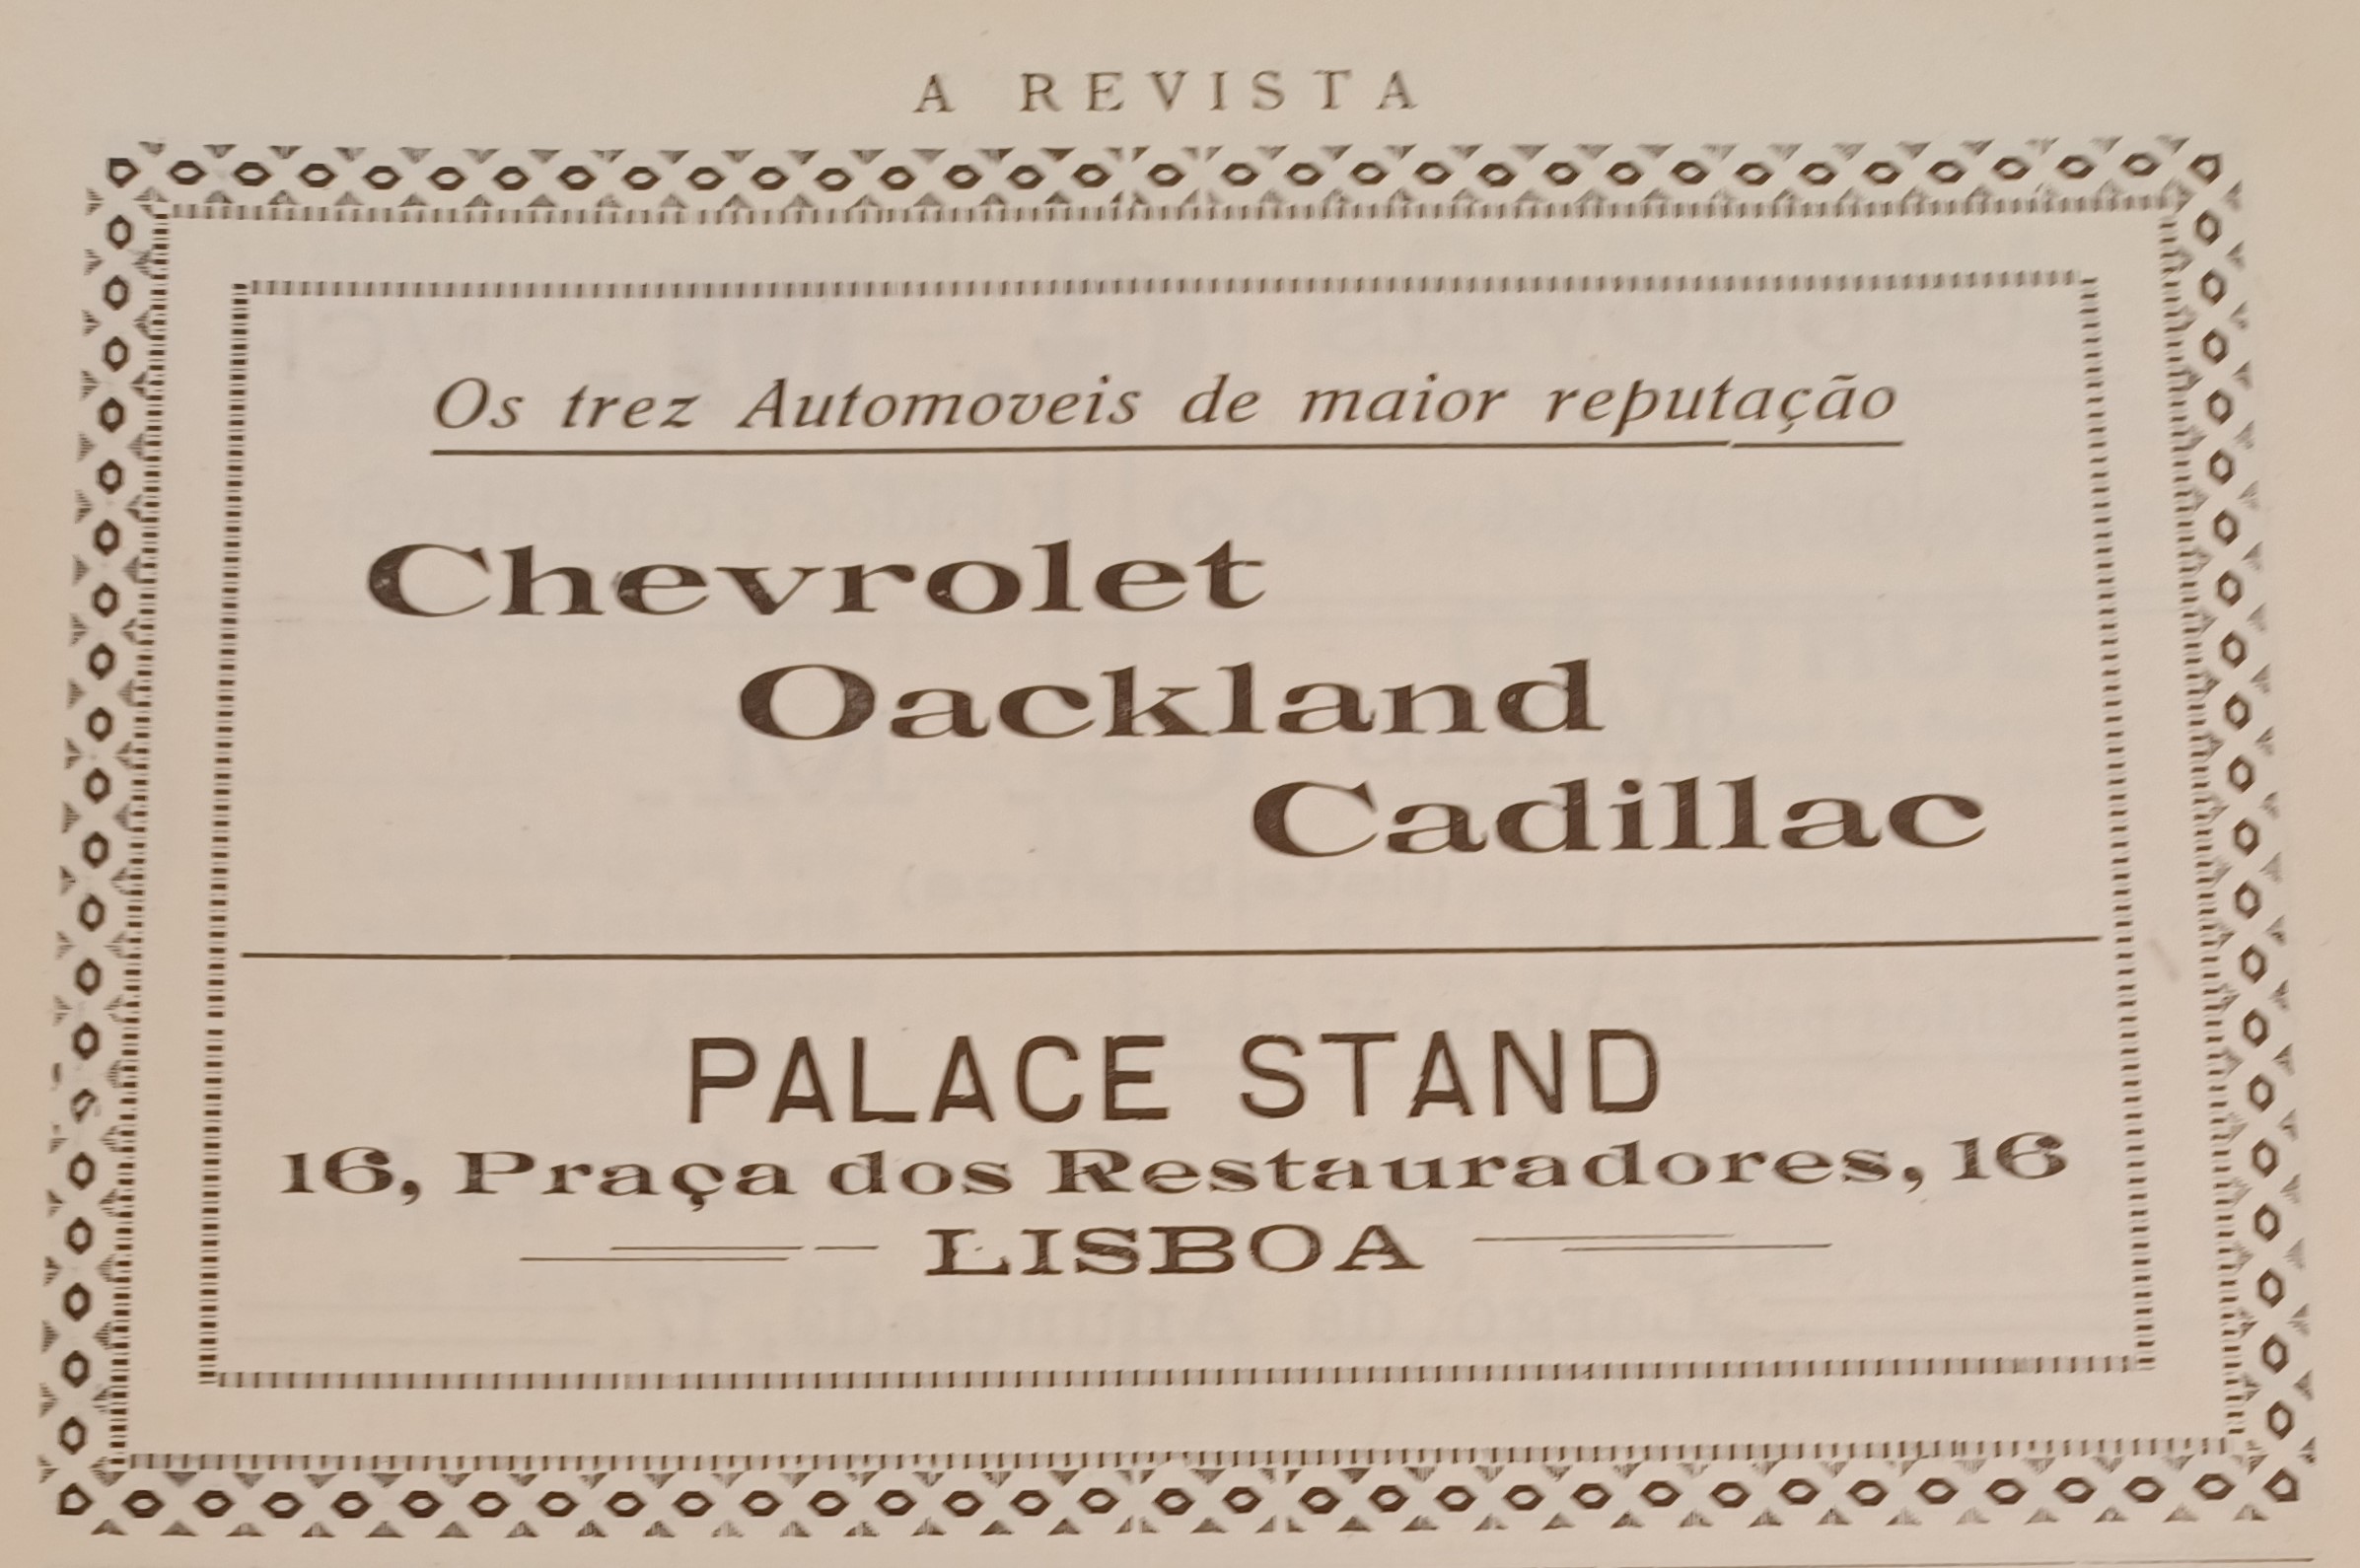 A REVISTA
Os trez Automoveis de maior reputação
Chevrolet
Oackland
Cadillac
PALACE STAND
16, Praça dos Restauradores, 16
LISBOA